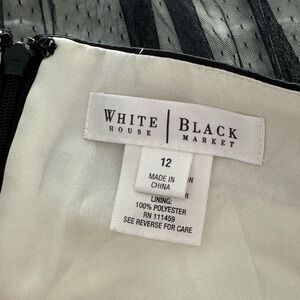 WHITE HOUSE | BLACK MARKET
12
MADE IN
CHINA
LINING:
100% POLYESTER
RN 111459
SEE REVERSE FOR CARE